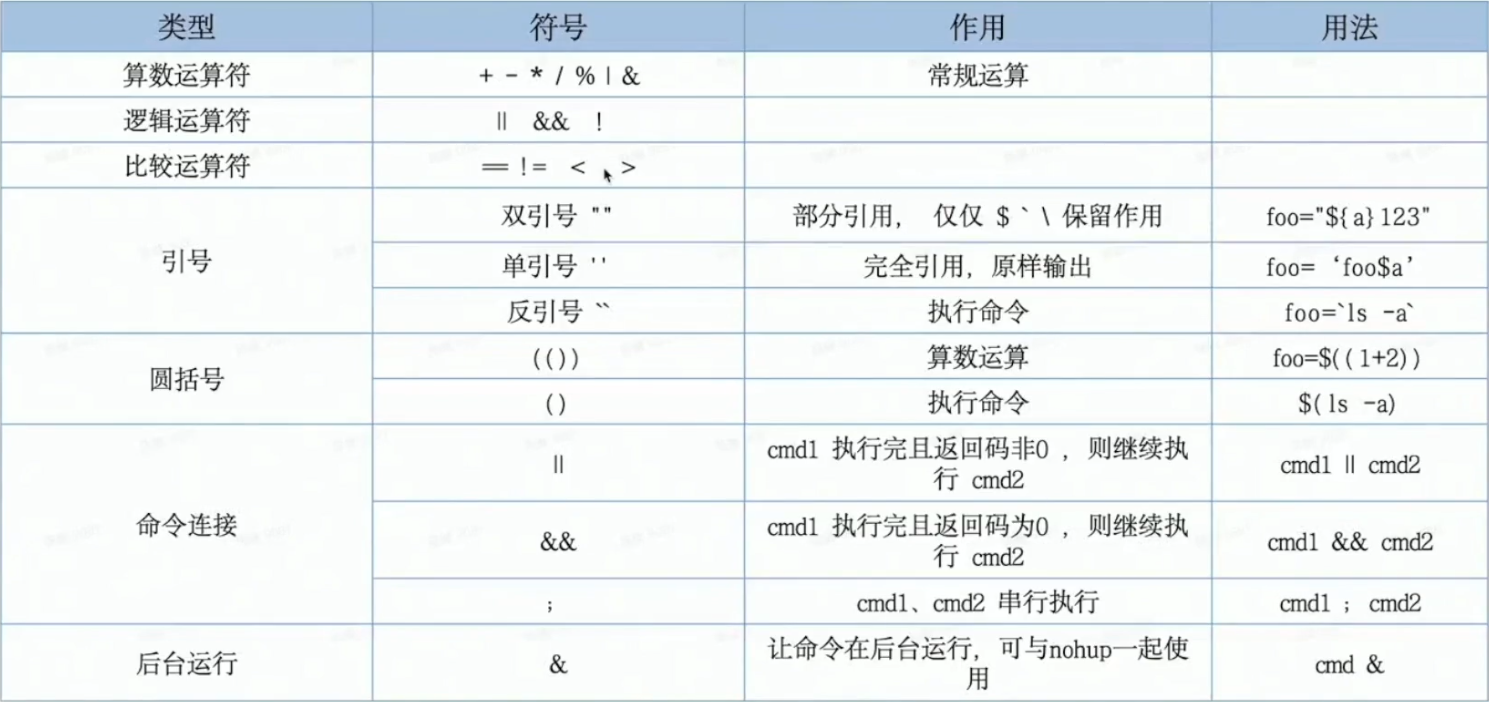 类型 符号 作用 用法
算数运算符 + - * / % | & 常规运算
逻辑运算符 || && !
比较运算符 == != < >
引号
双引号 "" 部分引用， 仅仅 $ ` \ 保留作用 foo="${a}123"
单引号 '' 完全引用，原样输出 foo= ‘foo$a’
反引号 `` 执行命令 foo=`ls -a`
圆括号
(()) 算数运算 foo=$((1+2))
() 执行命令 $(ls -a)
命令连接
|| cmd1 执行完且返回码非0 ，则继续执
行 cmd2 cmd1 || cmd2
&& cmd1 执行完且返回码为0 ，则继续执
行 cmd2 cmd1 && cmd2
; cmd1、cmd2 串行执行 cmd1 ; cmd2
后台运行 & 让命令在后台运行，可与nohup一起使
用 cmd &